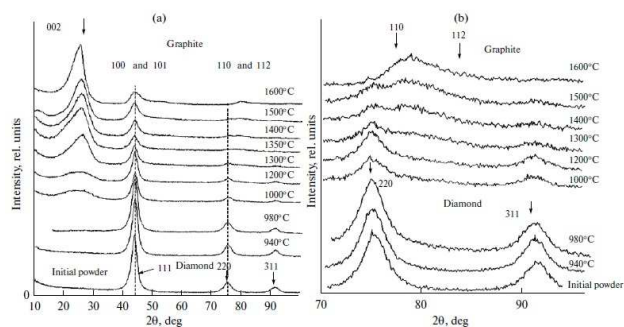 (a)
002
Graphite
100 and 101
110 and 112
1600°C
1500°C
1400°C
1350°C
1300°C
1200°C
1000°C
980°C
940°C
Initial powder
111
Diamond
220
311
Intensity, rel. units
0
10 20 30 40 50 60 70 80 90
2θ, deg
(b)
110
112
Graphite
1600°C
1500°C
1400°C
1300°C
1200°C
1000°C
220
Diamond
311
980°C
940°C
Initial powder
Intensity, rel. units
70 80 90
2θ, deg